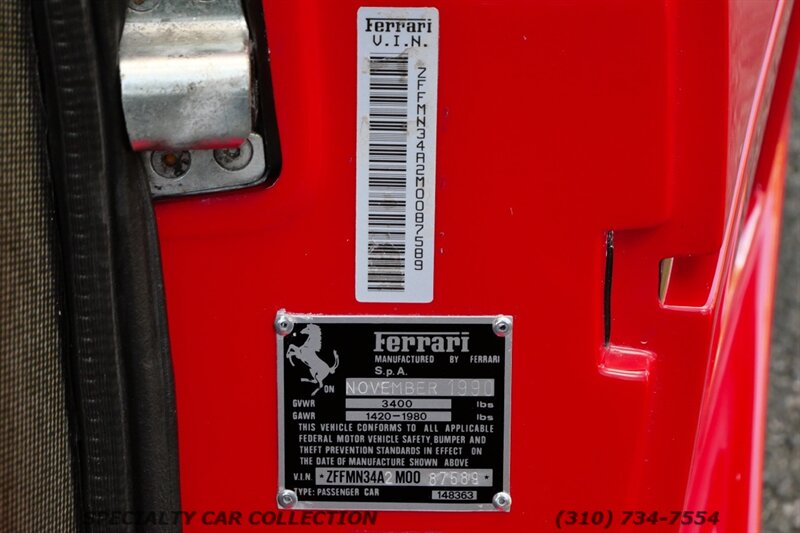 Ferrari
V.I.N.
ZFFMN34A2M0087589
Ferrari
MANUFACTURED BY FERRARI
S.p.A.
ON NOVEMBER 1990
GVWR 3400 lbs
GAWR 1420-1980 lbs
THIS VEHICLE CONFORMS TO ALL APPLICABLE
FEDERAL MOTOR VEHICLE SAFETY, BUMPER AND
THEFT PREVENTION STANDARDS IN EFFECT ON
THE DATE OF MANUFACTURE SHOWN ABOVE
V.I.N. * ZFFMN34A2M00 87589 *
TYPE: PASSENGER CAR 148363
SPECIALTY CAR COLLECTION (310) 734-7554